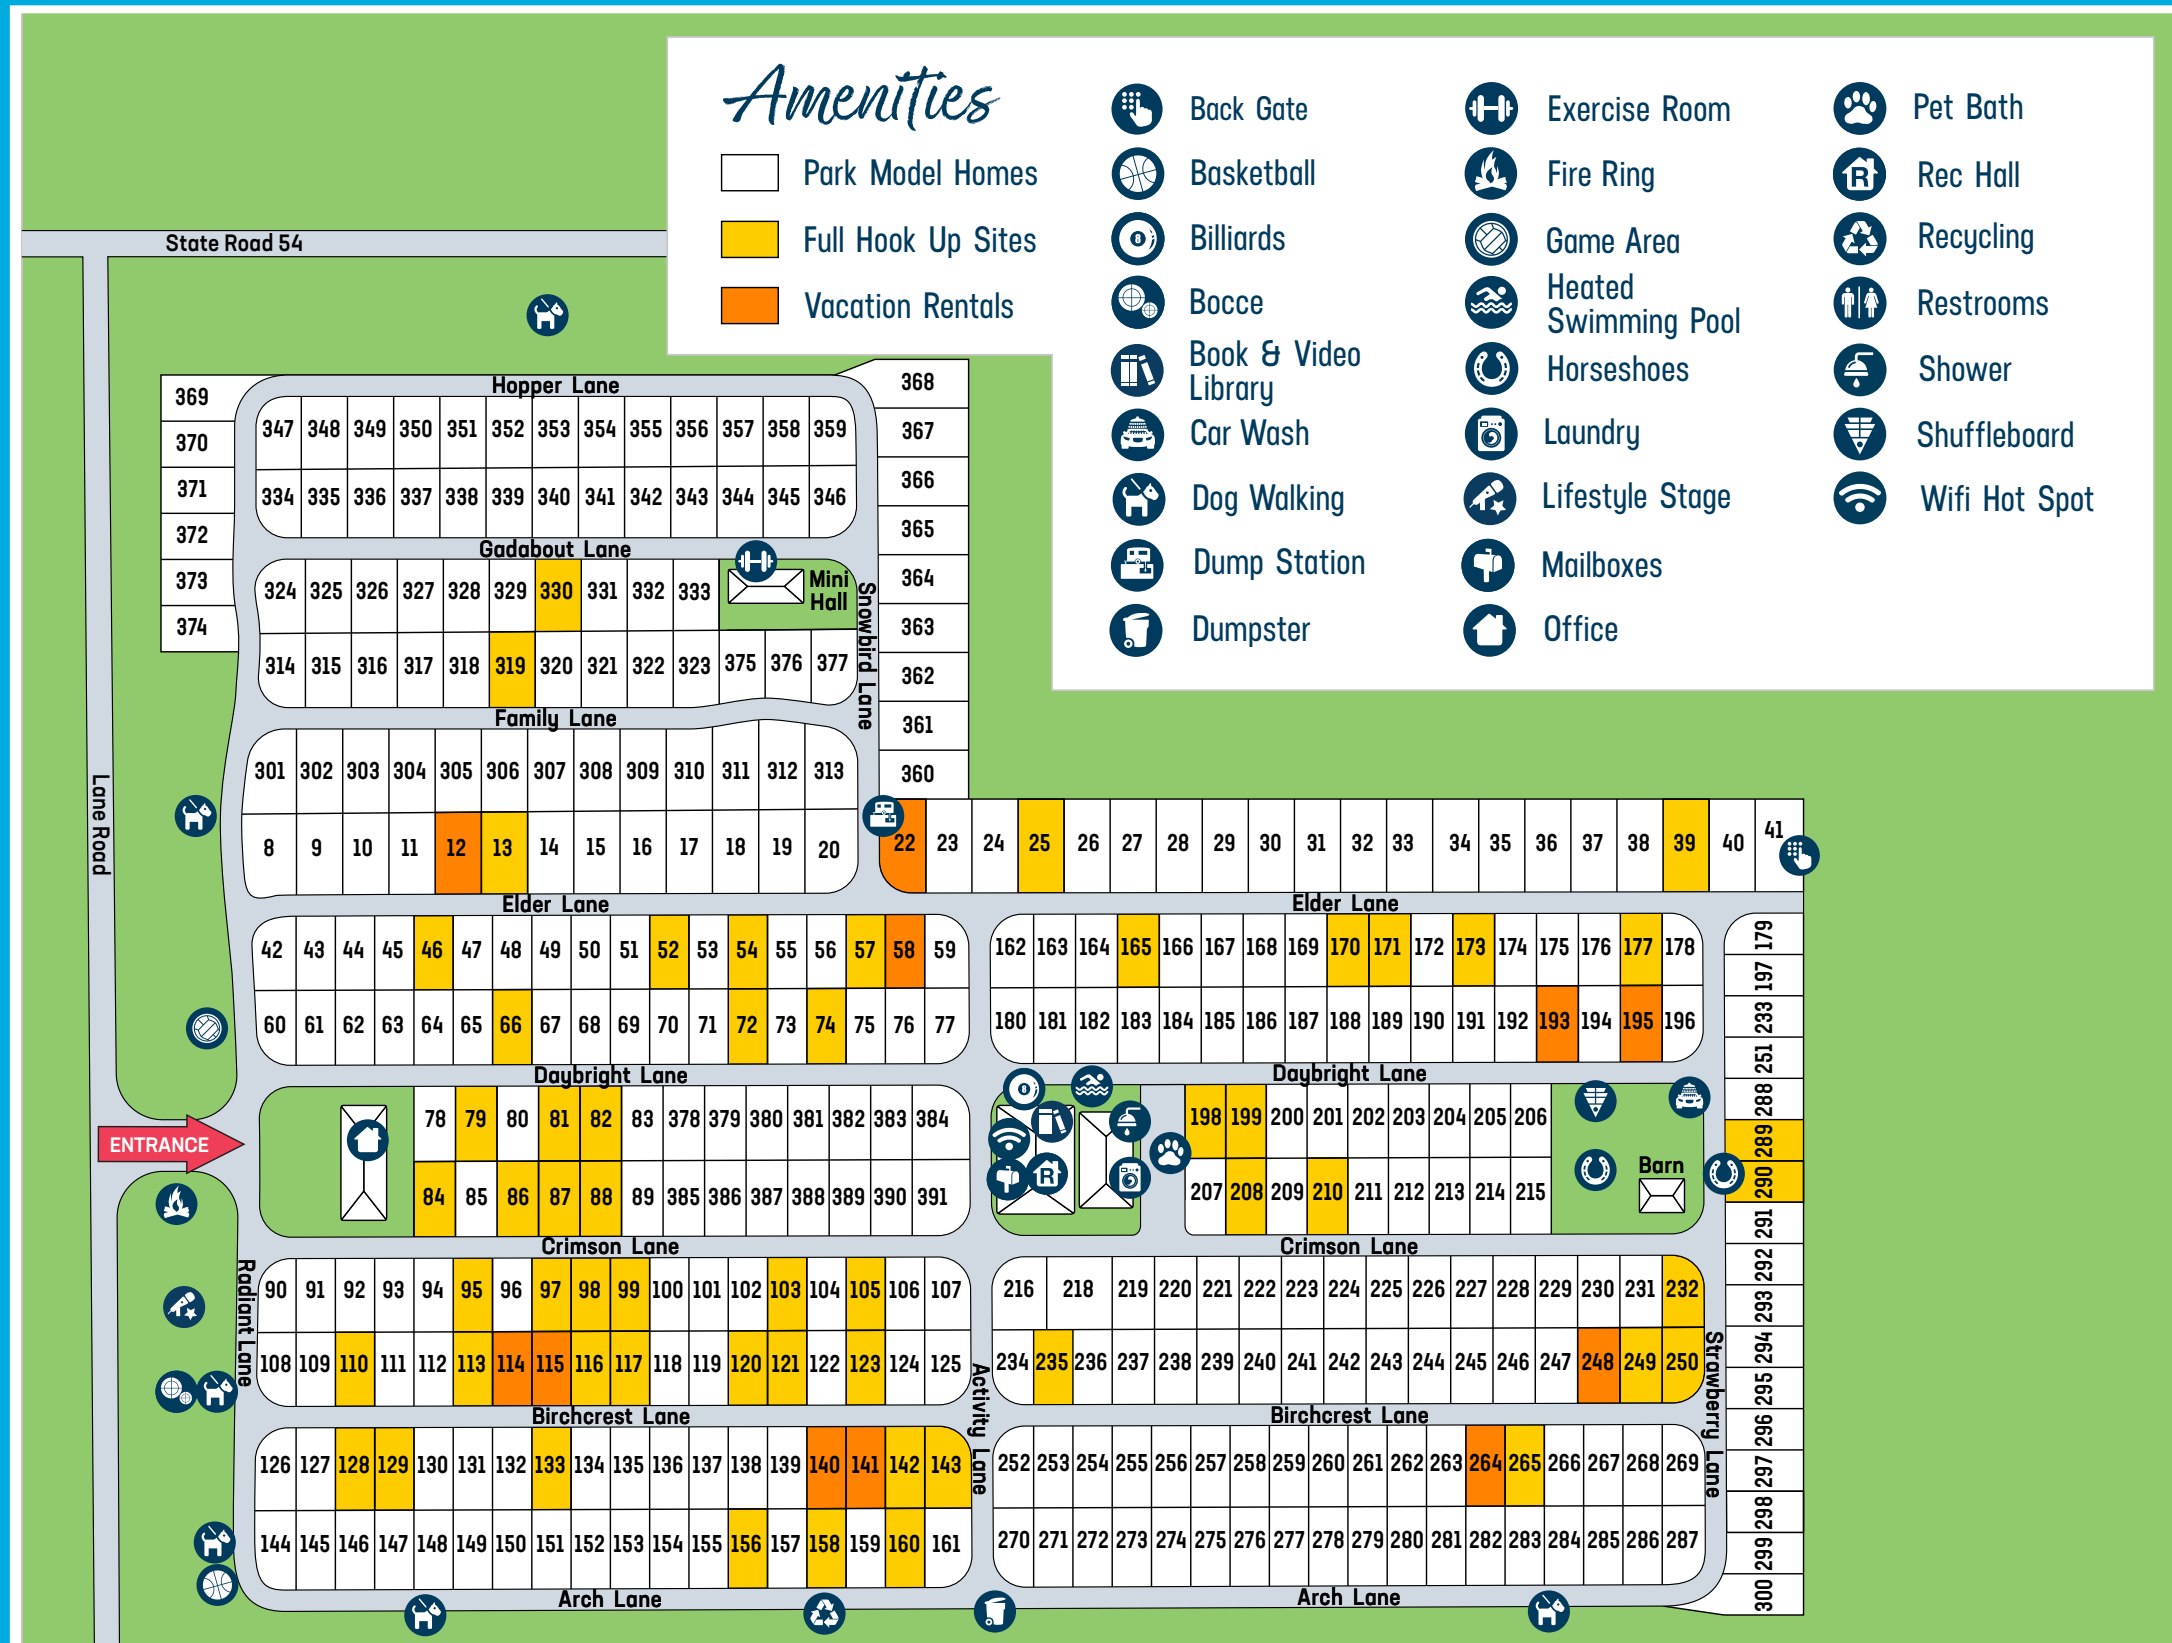 Amenities
Park Model Homes
Full Hook Up Sites
Vacation Rentals
Back Gate
Basketball
Billiards
Bocce
Book & Video
Library
Car Wash
Dog Walking
Dump Station
Dumpster
Exercise Room
Fire Ring
Game Area
Heated
Swimming Pool
Horseshoes
Laundry
Lifestyle Stage
Mailboxes
Office
Pet Bath
Rec Hall
Recycling
Restrooms
Shower
Shuffleboard
Wifi Hot Spot
State Road 54
Lane Road
369
370
371
372
373
374
Hopper Lane
347 348 349 350 351 352 353 354 355 356 357 358 359
334 335 336 337 338 339 340 341 342 343 344 345 346
Gadabout Lane
324 325 326 327 328 329 330 331 332 333
Mini
Hall
314 315 316 317 318 319 320 321 322 323 375 376 377
Snowbird Lane
368
367
366
365
364
363
362
361
360
Family Lane
301 302 303 304 305 306 307 308 309 310 311 312 313
8 9 10 11 12 13 14 15 16 17 18 19 20
22 23 24 25 26 27 28 29 30 31 32 33 34 35 36 37 38 39 40 41
Elder Lane
Elder Lane
42 43 44 45 46 47 48 49 50 51 52 53 54 55 56 57 58 59
60 61 62 63 64 65 66 67 68 69 70 71 72 73 74 75 76 77
162 163 164 165 166 167 168 169 170 171 172 173 174 175 176 177 178
180 181 182 183 184 185 186 187 188 189 190 191 192 193 194 195 196
Daybright Lane
Daybright Lane
ENTRANCE
78 79 80 81 82 83 378 379 380 381 382 383 384
84 85 86 87 88 89 385 386 387 388 389 390 391
8
R
198 199 200 201 202 203 204 205 206
207 208 209 210 211 212 213 214 215
Barn
Crimson Lane
Crimson Lane
Radiant Lane
90 91 92 93 94 95 96 97 98 99 100 101 102 103 104 105 106 107
108 109 110 111 112 113 114 115 116 117 118 119 120 121 122 123 124 125
216 218 219 220 221 222 223 224 225 226 227 228 229 230 231 232
234 235 236 237 238 239 240 241 242 243 244 245 246 247 248 249 250
Activity Lane
Strawberry Lane
Birchcrest Lane
Birchcrest Lane
126 127 128 129 130 131 132 133 134 135 136 137 138 139 140 141 142 143
144 145 146 147 148 149 150 151 152 153 154 155 156 157 158 159 160 161
252 253 254 255 256 257 258 259 260 261 262 263 264 265 266 267 268 269
270 271 272 273 274 275 276 277 278 279 280 281 282 283 284 285 286 287
Arch Lane
Arch Lane
179
197
233
251
288
289
290
291
292
293
294
295
296
297
298
299
300